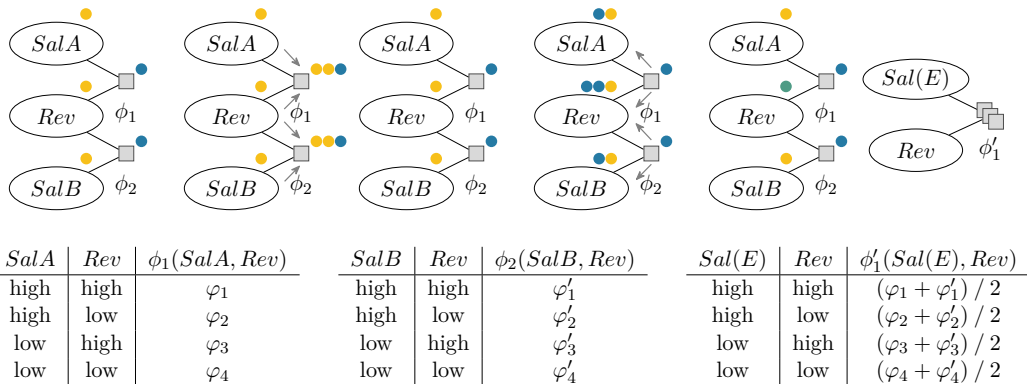 SalA SalA SalA SalA SalA
Sal(E)
ϕ₁ ϕ₁ ϕ₁ ϕ₁ ϕ₁
Rev Rev Rev Rev Rev Rev
ϕ′₁
SalB SalB SalB SalB SalB
ϕ₂ ϕ₂ ϕ₂ ϕ₂ ϕ₂
SalA Rev ϕ₁(SalA, Rev)
high high φ₁
high low φ₂
low high φ₃
low low φ₄
SalB Rev ϕ₂(SalB, Rev)
high high φ′₁
high low φ′₂
low high φ′₃
low low φ′₄
Sal(E) Rev ϕ′₁(Sal(E), Rev)
high high (φ₁ + φ′₁) / 2
high low (φ₂ + φ′₂) / 2
low high (φ₃ + φ′₃) / 2
low low (φ₄ + φ′₄) / 2